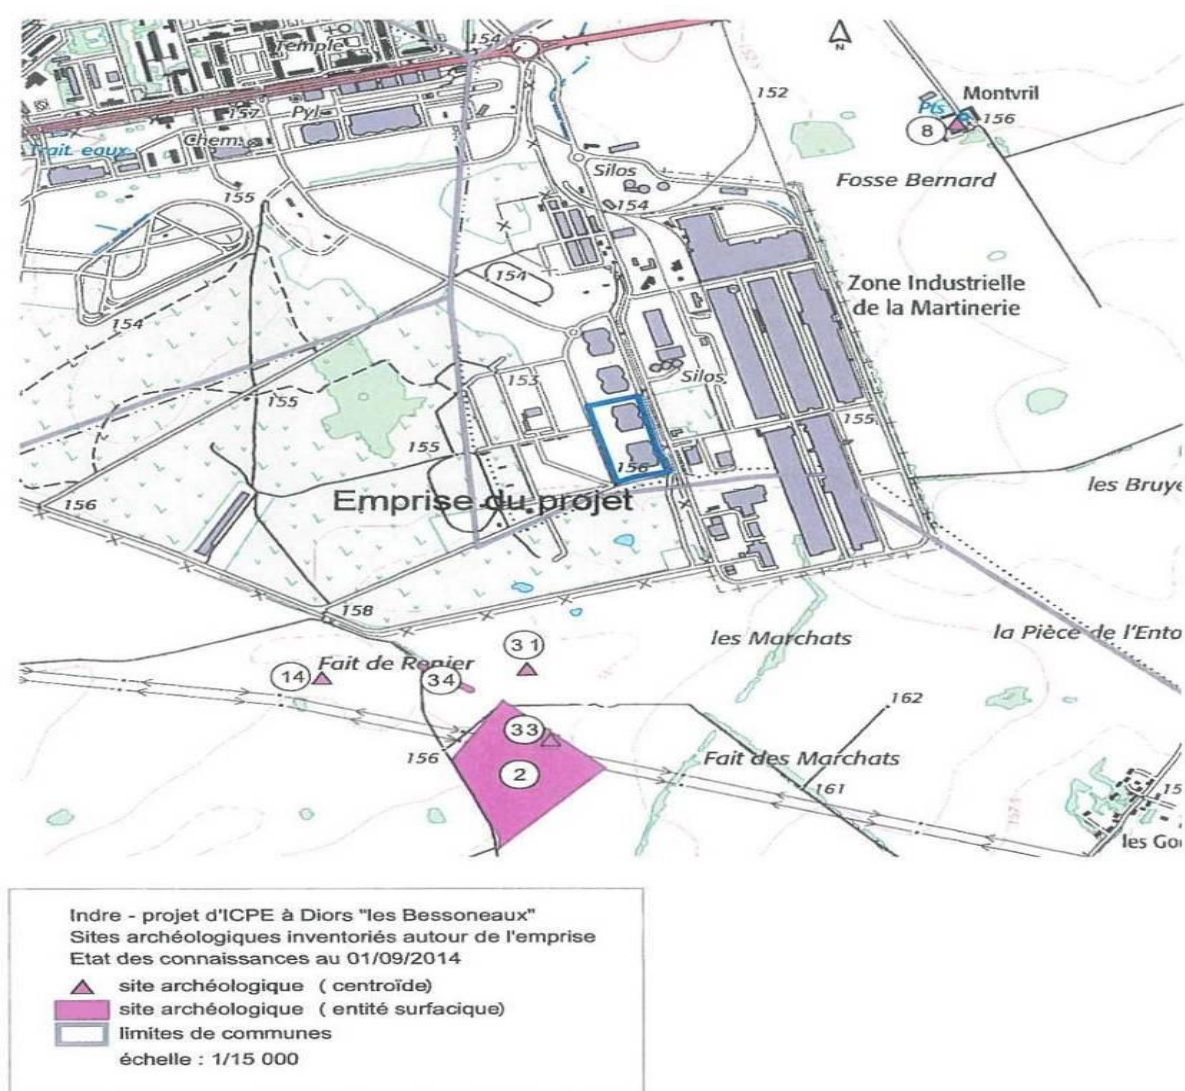 Temple
154
N
157
Pyl
Chem.
Trait. eaux
152
Montvril
Pts
156
8
Silos
Fosse Bernard
155
154
154
Zone Industrielle
de la Martinerie
154
153
Silos
155
155
155
156
Emprise du projet
156
les Bruye
158
les Marchats
la Pièce de l'Ento
31
Fait de Renier
14
34
162
33
156
2
Fait des Marchats
161
15
les Gou
Indre - projet d'ICPE à Diors "les Bessoneaux"
Sites archéologiques inventoriés autour de l'emprise
Etat des connaissances au 01/09/2014
site archéologique ( centroïde)
site archéologique ( entité surfacique)
limites de communes
échelle : 1/15 000